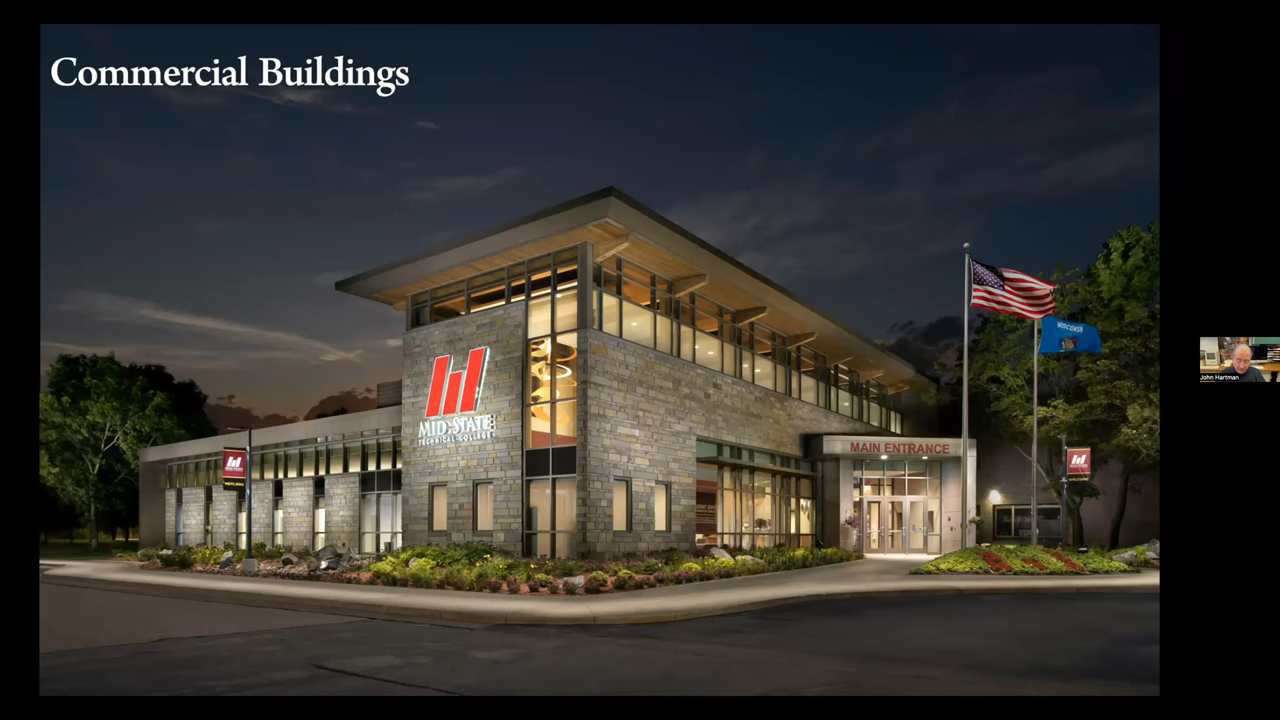 Commercial Buildings
MID-STATE
TECHNICAL COLLEGE
MAIN ENTRANCE
WISCONSIN
John Hartman